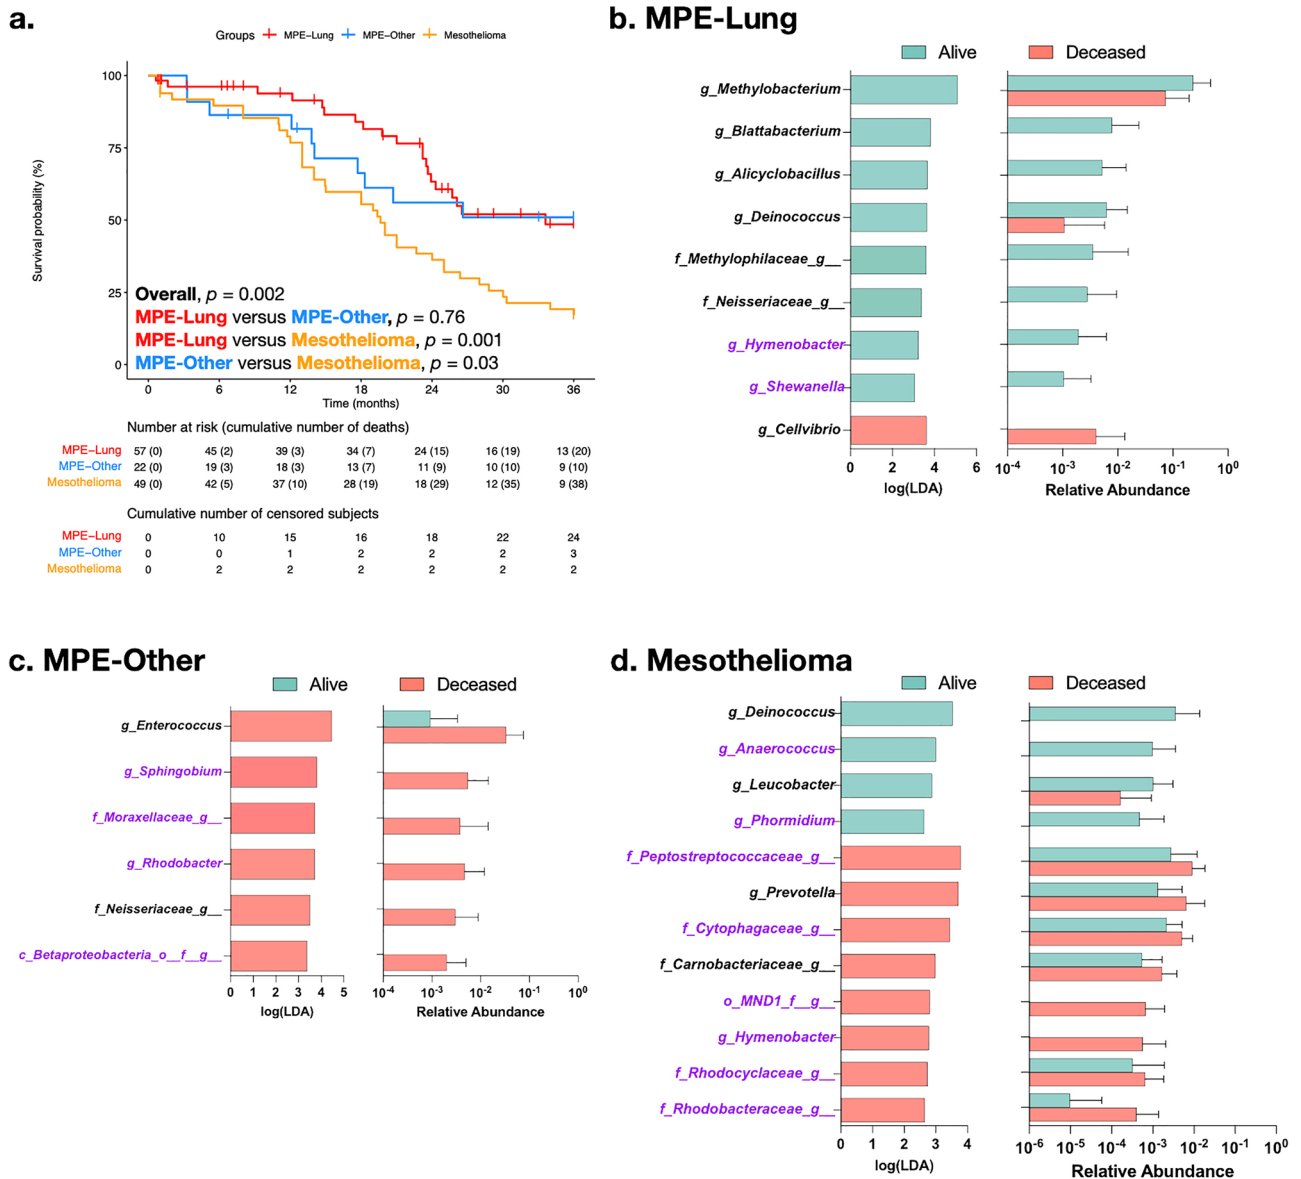 a.
Groups MPE-Lung MPE-Other Mesothelioma
Survival probability (%)
100
75
50
25
0
Overall, p = 0.002
MPE-Lung versus MPE-Other, p = 0.76
MPE-Lung versus Mesothelioma, p = 0.001
MPE-Other versus Mesothelioma, p = 0.03
0 6 12 18 24 30 36
Time (months)
Number at risk (cumulative number of deaths)
MPE-Lung 57 (0) 45 (2) 39 (3) 34 (7) 24 (15) 16 (19) 13 (20)
MPE-Other 22 (0) 19 (3) 18 (3) 13 (7) 11 (9) 10 (10) 9 (10)
Mesothelioma 49 (0) 42 (5) 37 (10) 28 (19) 18 (29) 12 (35) 9 (38)
Cumulative number of censored subjects
MPE-Lung 0 10 15 16 18 22 24
MPE-Other 0 0 1 2 2 2 3
Mesothelioma 0 2 2 2 2 2 2
b. MPE-Lung
Alive Deceased
g_Methylobacterium
g_Blattabacterium
g_Alicyclobacillus
g_Deinococcus
f_Methylophilaceae_g__
f_Neisseriaceae_g__
g_Hymenobacter
g_Shewanella
g_Cellvibrio
0 2 4 6 10-4 10-3 10-2 10-1 100
log(LDA) Relative Abundance
c. MPE-Other
Alive Deceased
g_Enterococcus
g_Sphingobium
f_Moraxellaceae_g__
g_Rhodobacter
f_Neisseriaceae_g__
c_Betaproteobacteria_o__f__g__
0 1 2 3 4 5 10-4 10-3 10-2 10-1 100
log(LDA) Relative Abundance
d. Mesothelioma
Alive Deceased
g_Deinococcus
g_Anaerococcus
g_Leucobacter
g_Phormidium
f_Peptostreptococcaceae_g__
g_Prevotella
f_Cytophagaceae_g__
f_Carnobacteriaceae_g__
o_MND1_f__g__
g_Hymenobacter
f_Rhodocyclaceae_g__
f_Rhodobacteraceae_g__
0 1 2 3 4 10-6 10-5 10-4 10-3 10-2 10-1 100
log(LDA) Relative Abundance